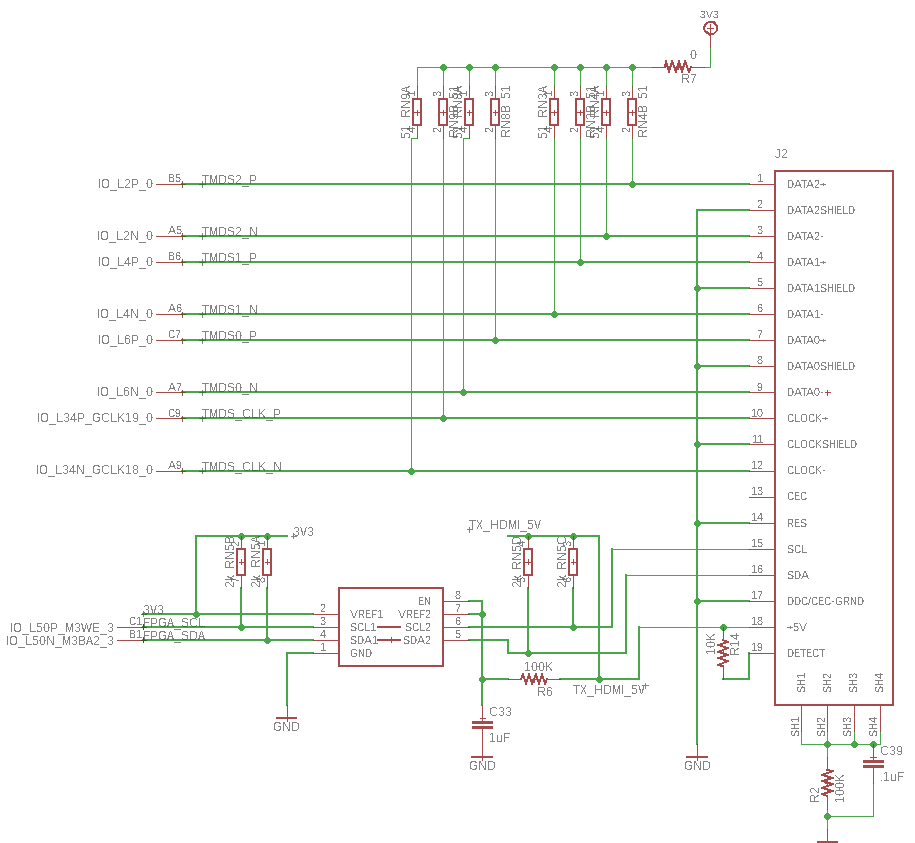 3V3
0
R7
RN9A
51
RN8B 51
RN3A
51
RN4B 51
J2
IO_L2P_0 B5 TMDS2_P 1 DATA2+
2 DATA2SHIELD
IO_L2N_0 A5 TMDS2_N 3 DATA2-
IO_L4P_0 B6 TMDS1_P 4 DATA1+
5 DATA1SHIELD
IO_L4N_0 A6 TMDS1_N 6 DATA1-
IO_L6P_0 C7 TMDS0_P 7 DATA0+
8 DATA0SHIELD
IO_L6N_0 A7 TMDS0_N 9 DATA0-
IO_L34P_GCLK19_0 C9 TMDS_CLK_P 10 CLOCK+
11 CLOCKSHIELD
IO_L34N_GCLK18_0 A9 TMDS_CLK_N 12 CLOCK-
13 CEC
14 RES
3V3 TX_HDMI_5V
15 SCL
2k RN5B 2k RN5A 2k RN5D 2k RN5C
16 SDA
EN 8
17 DDC/CEC-GRND
3V3 2 VREF1 VREF2 7
IO_L50P_M3WE_3 C1 FPGA_SCL 3 SCL1 SCL2 6
18 +5V
IO_L50N_M3BA2_3 B1 FPGA_SDA 4 SDA1 SDA2 5
1 GND
10K R14
19 DETECT
100K
R6
TX_HDMI_5V
SH1 SH2 SH3 SH4
SH1 SH2 SH3 SH4
GND
C33
.1uF
GND
GND
C39
.1uF
R2 100K